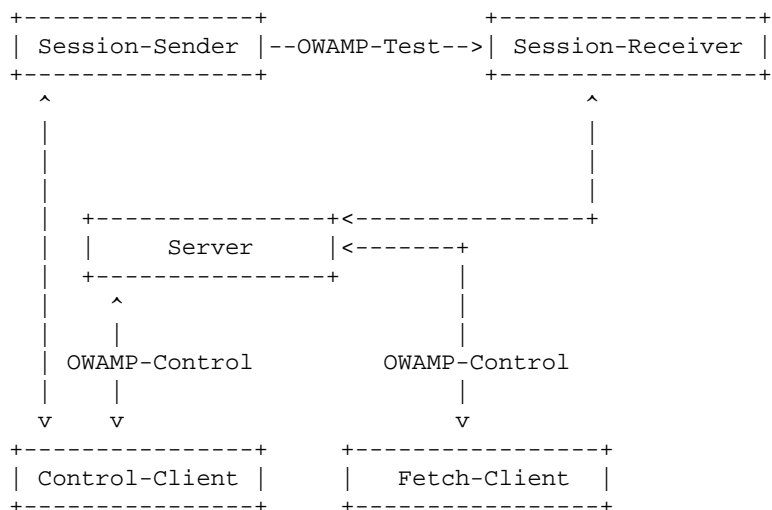 +----------------+               +------------------+
| Session-Sender |--OWAMP-Test-->| Session-Receiver |
+----------------+               +------------------+
  ^                                     ^
  |                                     |
  |                                     |
  |                                     |
  |  +----------------+<----------------+
  |  |     Server     |<-------+
  |  +----------------+        |
  |    ^                       |
  |    |                       |
  | OWAMP-Control         OWAMP-Control
  |    |                       |
  v    v                       v
+----------------+     +-----------------+
| Control-Client |     |   Fetch-Client  |
+----------------+     +-----------------+